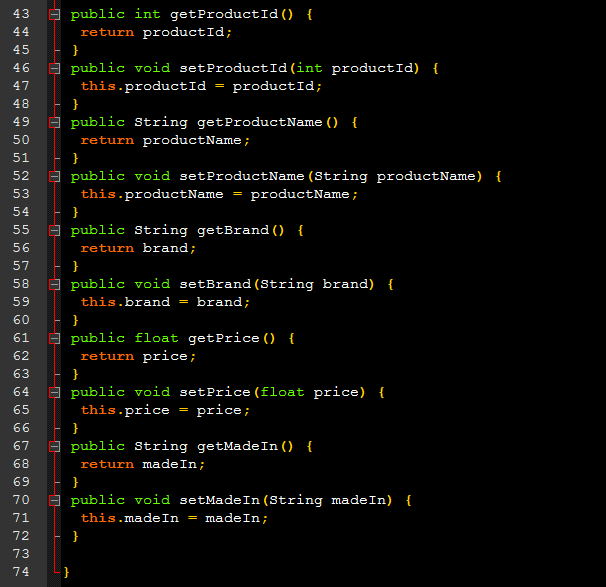 43 public int getProductId() {
44 return productId;
45 }
46 public void setProductId(int productId) {
47 this.productId = productId;
48 }
49 public String getProductName() {
50 return productName;
51 }
52 public void setProductName(String productName) {
53 this.productName = productName;
54 }
55 public String getBrand() {
56 return brand;
57 }
58 public void setBrand(String brand) {
59 this.brand = brand;
60 }
61 public float getPrice() {
62 return price;
63 }
64 public void setPrice(float price) {
65 this.price = price;
66 }
67 public String getMadeIn() {
68 return madeIn;
69 }
70 public void setMadeIn(String madeIn) {
71 this.madeIn = madeIn;
72 }
73
74 }